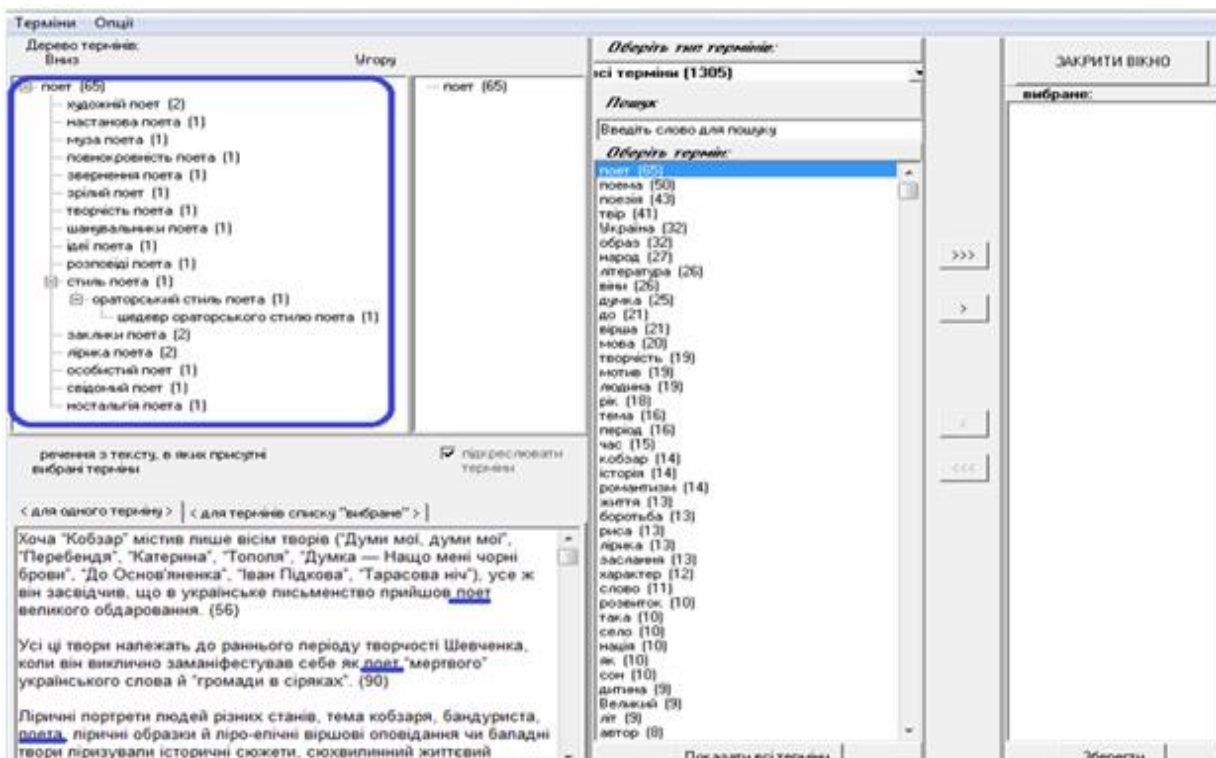 Терміни Опції
Дерево термінів:
Вниз Угору
поет (65)
художній поет (2)
настанова поета (1)
муза поета (1)
повнокровність поета (1)
звернення поета (1)
зрілий поет (1)
творчість поета (1)
шанувальники поета (1)
ідеї поета (1)
розповіді поета (1)
стиль поета (1)
ораторський стиль поета (1)
шедевр ораторського стилю поета (1)
заклики поета (2)
лірика поета (2)
особистий поет (1)
свідомий поет (1)
ностальгія поета (1)
поет (65)
речення з тексту, в яких присутні
вибрані терміни
підкреслювати
терміни
< для одного терміну > < для термінів списку "вибране" >
Хоча "Кобзар" містив лише вісім творів ("Думи мої, думи мої",
"Перебендя", "Катерина", "Тополя", "Думка — Нащо мені чорні
брови", "До Основ'яненка", "Іван Підкова", "Тарасова ніч"), усе ж
він засвідчив, що в українське письменство прийшов поет
великого обдаровання. (56)
Усі ці твори належать до раннього періоду творчості Шевченка,
коли він виклично заманіфестував себе як поет "мертвого"
українського слова й "громади в сіряках". (90)
Ліричні портрети людей різних станів, тема кобзаря, бандуриста,
поета, ліричні образки й ліро-епічні віршові оповідання чи баладні
твори ліризували історичні сюжети, сюхвилинний життєвий
Оберіть тип термінів:
всі терміни (1305)
Пошук
Введіть слово для пошуку
Оберіть термін:
поет (65)
поема (50)
поезія (43)
твір (41)
Україна (32)
образ (32)
народ (27)
література (26)
віни (26)
думка (25)
до (21)
вірша (21)
мова (20)
творчість (19)
мотив (19)
людина (19)
рік (18)
тема (16)
період (16)
час (15)
кобзар (14)
історія (14)
романтизм (14)
життя (13)
боротьба (13)
риса (13)
лірика (13)
заслання (13)
характер (12)
слово (11)
розвиток (10)
така (10)
село (10)
нація (10)
як (10)
сон (10)
дитина (9)
Великий (9)
літ (9)
автор (8)
Показати всі терміни
>>>
>
<
<<<
ЗАКРИТИ ВІКНО
вибране:
Зберегти